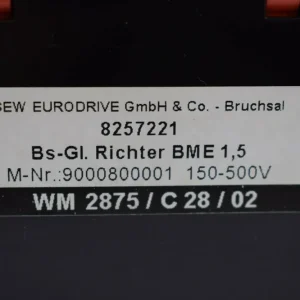 SEW EURODRIVE GmbH & Co. - Bruchsal
8257221
Bs-Gl. Richter BME 1,5
M-Nr.:9000800001 150-500V
WM 2875 / C 28 / 02